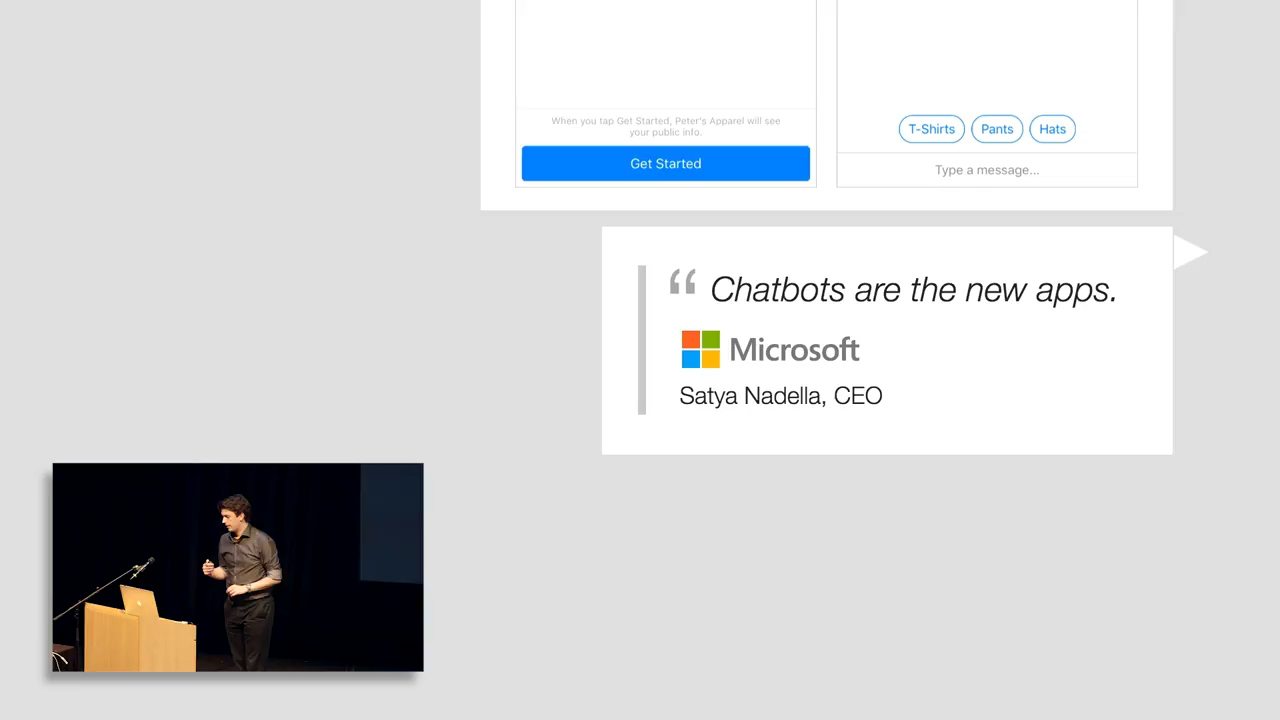 When you tap Get Started, Peter's Apparel will see
your public info.
Get Started
T-Shirts Pants Hats
Type a message...
“ Chatbots are the new apps.
Microsoft
Satya Nadella, CEO